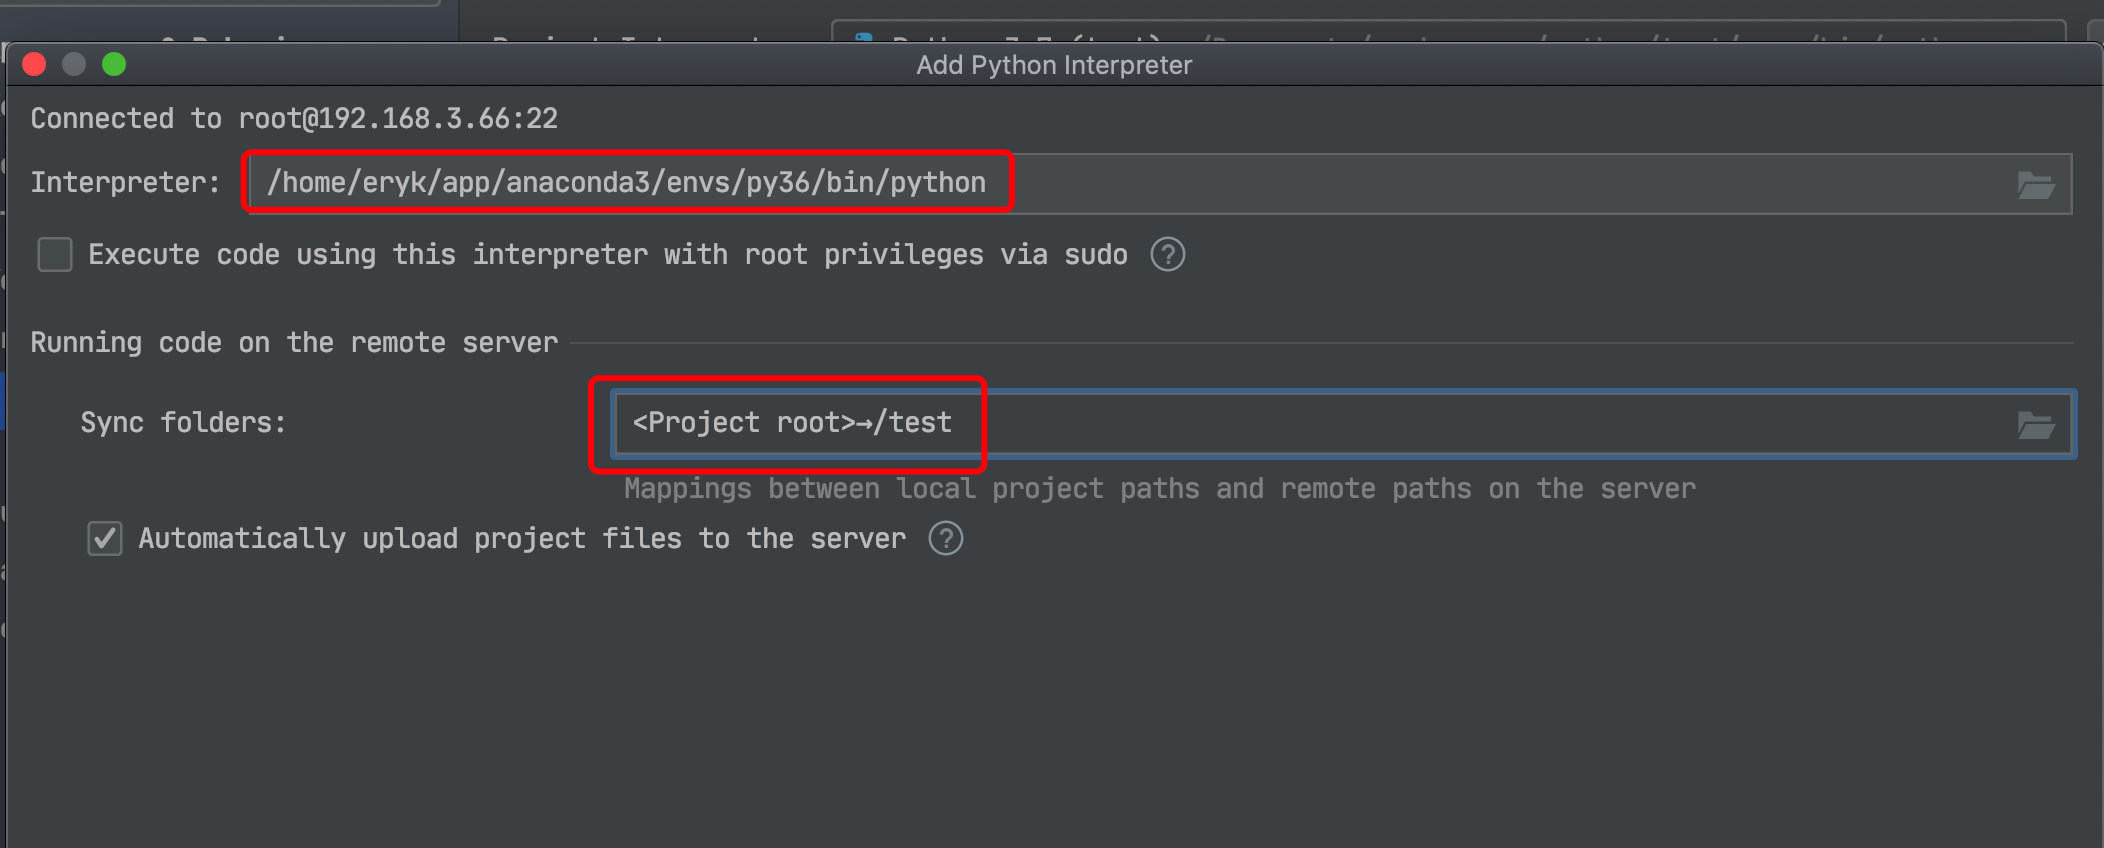 Add Python Interpreter
Connected to root@192.168.3.66:22
Interpreter: /home/eryk/app/anaconda3/envs/py36/bin/python
Execute code using this interpreter with root privileges via sudo ?
Running code on the remote server
Sync folders: <Project root>→/test
Mappings between local project paths and remote paths on the server
Automatically upload project files to the server ?